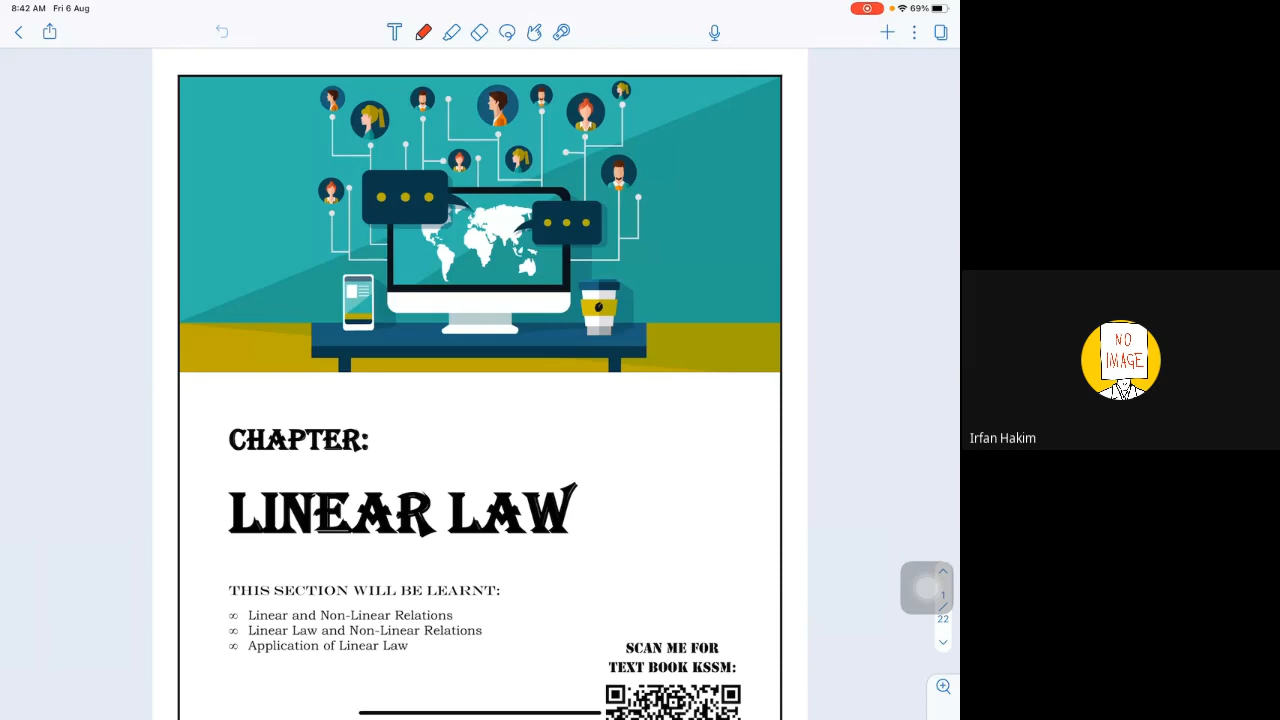 8:42 AM Fri 6 Aug
69%
CHAPTER:
LINEAR LAW
THIS SECTION WILL BE LEARNT:
∞ Linear and Non-Linear Relations
∞ Linear Law and Non-Linear Relations
∞ Application of Linear Law
SCAN ME FOR
TEXT BOOK KSSM:
1
/
22
NO
IMAGE
Irfan Hakim